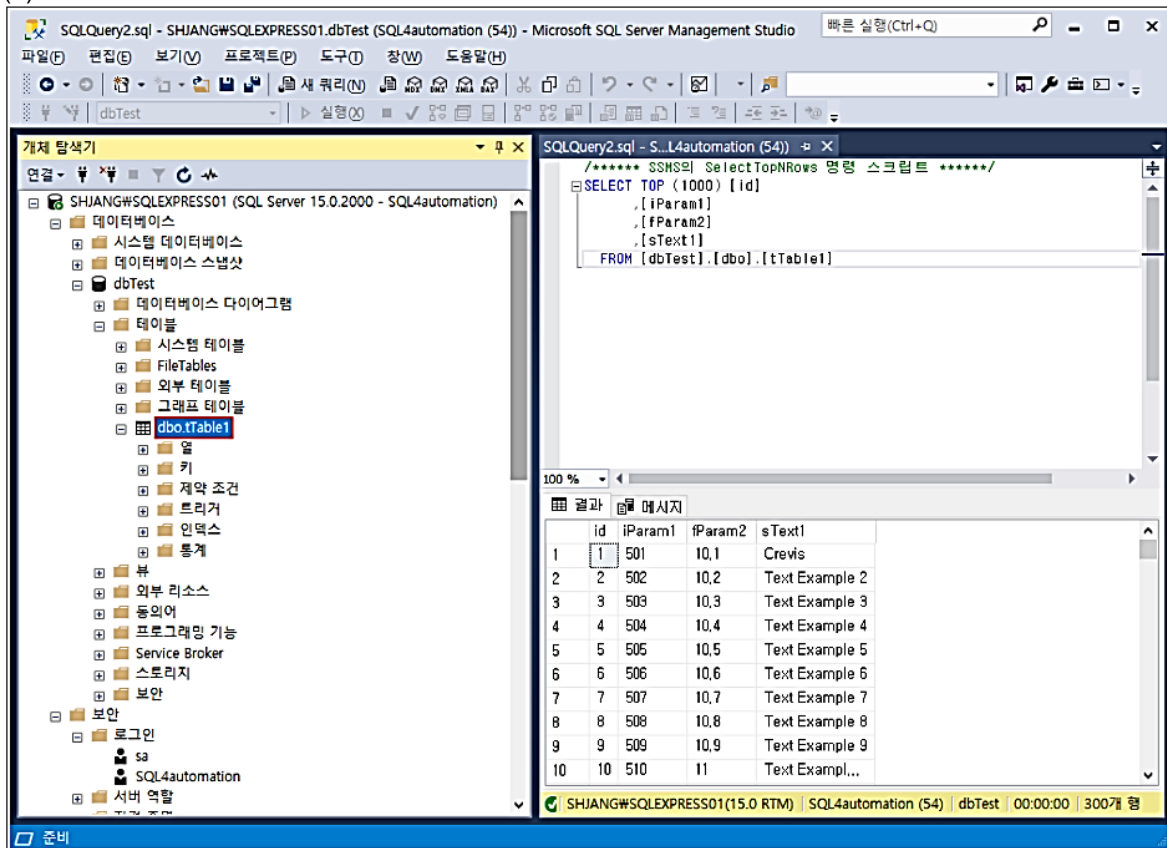 SQLQuery2.sql - SHJANG₩SQLEXPRESS01.dbTest (SQL4automation (54)) - Microsoft SQL Server Management Studio
빠른 실행(Ctrl+Q)
파일(F) 편집(E) 보기(V) 프로젝트(P) 도구(T) 창(W) 도움말(H)
새 쿼리(N) MDX DMX XMLA DAX
dbTest 실행(X)
개체 탐색기
연결
SHJANG₩SQLEXPRESS01 (SQL Server 15.0.2000 - SQL4automation)
데이터베이스
시스템 데이터베이스
데이터베이스 스냅샷
dbTest
데이터베이스 다이어그램
테이블
시스템 테이블
FileTables
외부 테이블
그래프 테이블
dbo.tTable1
열
키
제약 조건
트리거
인덱스
통계
뷰
외부 리소스
동의어
프로그래밍 기능
Service Broker
스토리지
보안
보안
로그인
sa
SQL4automation
서버 역할
SQLQuery2.sql - S...L4automation (54))
/****** SSMS의 SelectTopNRows 명령 스크립트 ******/
SELECT TOP (1000) [id]
,[iParam1]
,[fParam2]
,[sText1]
FROM [dbTest].[dbo].[tTable1]
100 %
결과 메시지
id iParam1 fParam2 sText1
1 1 501 10,1 Crevis
2 2 502 10,2 Text Example 2
3 3 503 10,3 Text Example 3
4 4 504 10,4 Text Example 4
5 5 505 10,5 Text Example 5
6 6 506 10,6 Text Example 6
7 7 507 10,7 Text Example 7
8 8 508 10,8 Text Example 8
9 9 509 10,9 Text Example 9
10 10 510 11 Text Exampl...
SHJANG₩SQLEXPRESS01(15.0 RTM) SQL4automation (54) dbTest 00:00:00 300개 행
준비